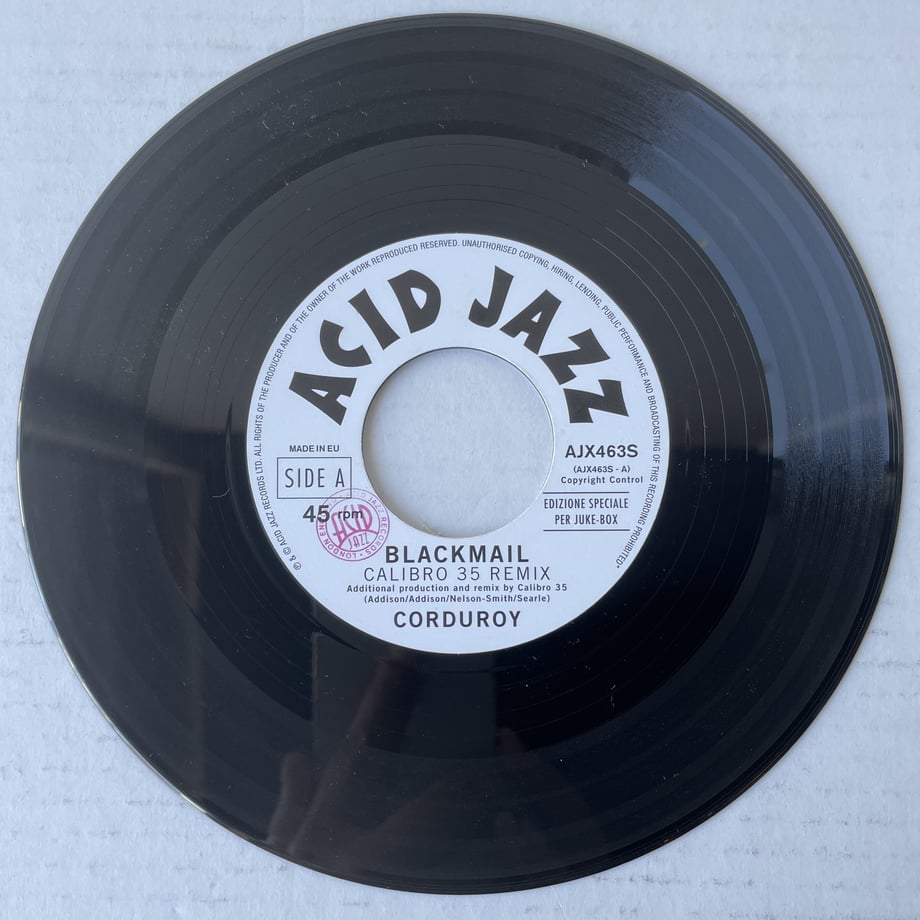 ℗ & © ACID JAZZ RECORDS LTD. ALL RIGHTS OF THE PRODUCER AND OF THE OWNER OF THE WORK REPRODUCED RESERVED. UNAUTHORISED COPYING, HIRING, LENDING, PUBLIC PERFORMANCE AND BROADCASTING OF THIS RECORDING PROHIBITED"
ACID JAZZ
MADE IN EU
SIDE A
45 rpm
ACID JAZZ RECORDS
ACID
JAZZ
AJX463S
(AJX463S - A)
Copyright Control
EDIZIONE SPECIALE
PER JUKE-BOX
BLACKMAIL
CALIBRO 35 REMIX
Additional production and remix by Calibro 35
(Addison/Addison/Nelson-Smith/Searle)
CORDUROY